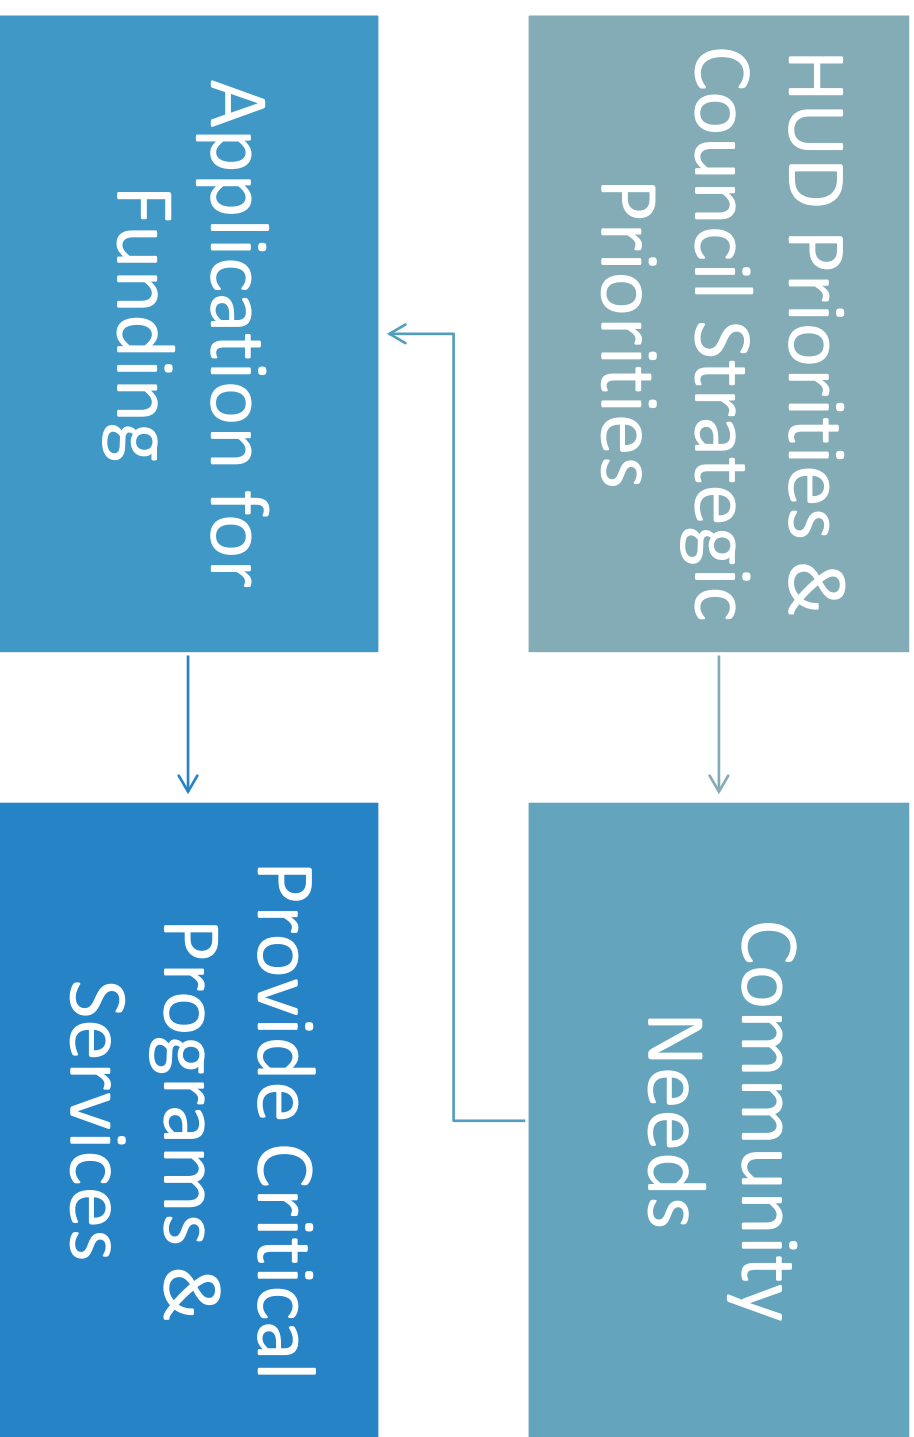 HUD Priorities &
Council Strategic
Priorities
Community
Needs
Application for
Funding
Provide Critical
Programs &
Services